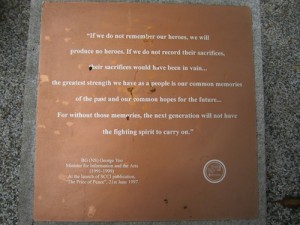 "If we do not remember our heroes, we will
produce no heroes. If we do not record their sacrifices,
their sacrifices would have been in vain...
the greatest strength we have as a people is our common memories
of the past and our common hopes for the future...
For without those memories, the next generation will not have
the fighting spirit to carry on."
BG (NS) George Yeo
Minister for Information and the Arts
(1991-1999)
At the launch of SCCI publication,
"the Price of Peace", 21st June 1997